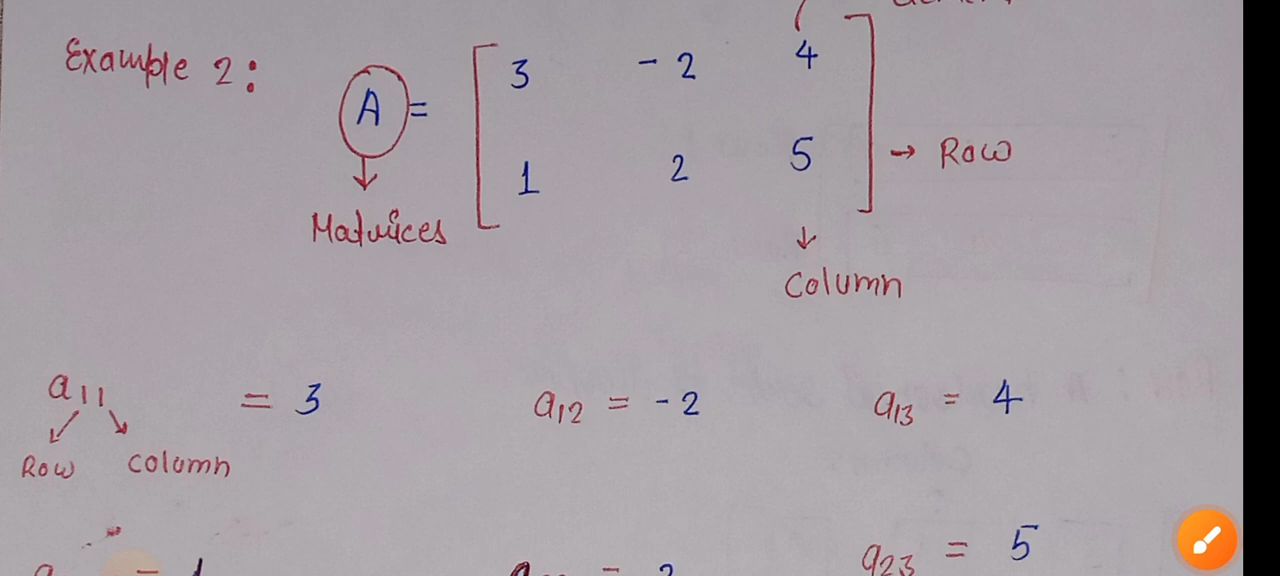 Example 2:
A = [ 3 -2 4
1 2 5 ] → Row
Matrices
Column
a11 = 3 a12 = -2 a13 = 4
Row Column
a23 = 5